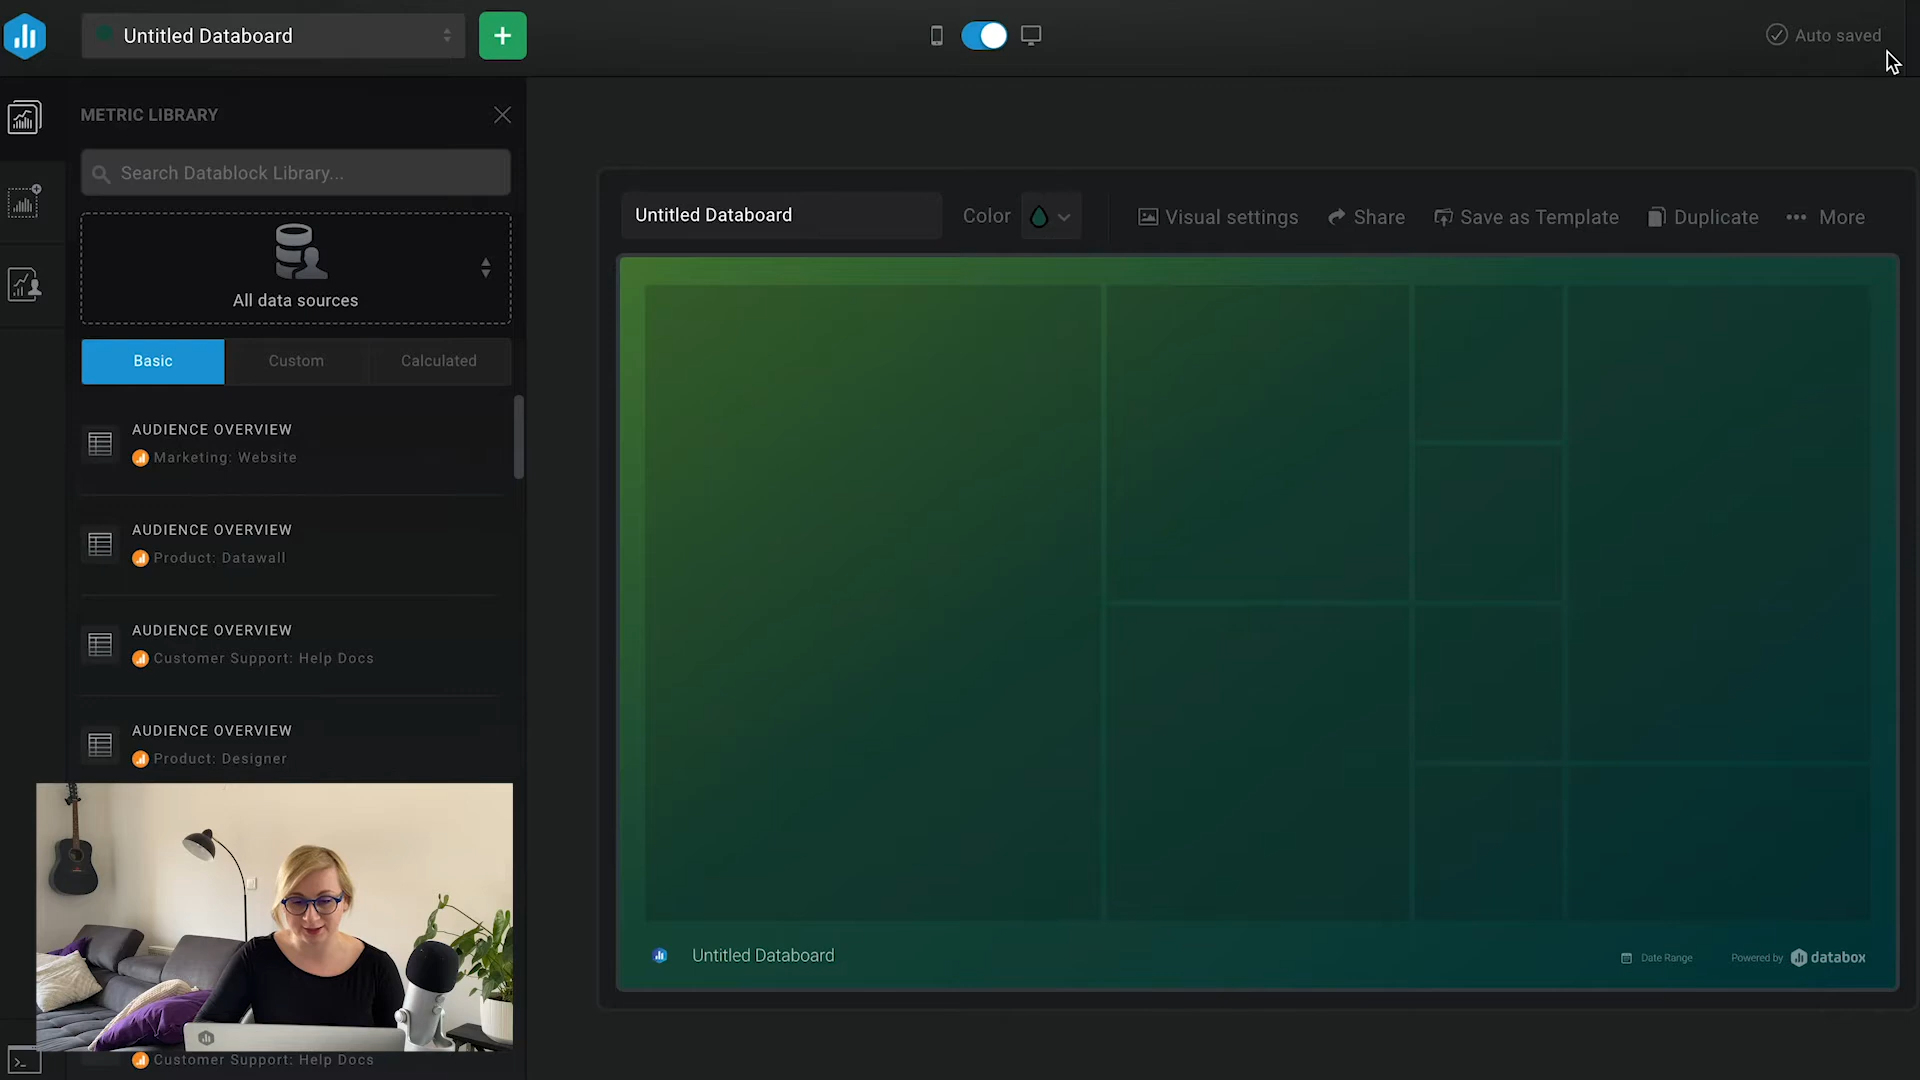 Untitled Databoard
+
Auto saved
METRIC LIBRARY
Search Datablock Library...
All data sources
Basic
Custom
Calculated
AUDIENCE OVERVIEW
Marketing: Website
AUDIENCE OVERVIEW
Product: Datawall
AUDIENCE OVERVIEW
Customer Support: Help Docs
AUDIENCE OVERVIEW
Product: Designer
Customer Support: Help Docs
Untitled Databoard
Color
Visual settings
Share
Save as Template
Duplicate
More
Untitled Databoard
Date Range
Powered by databox